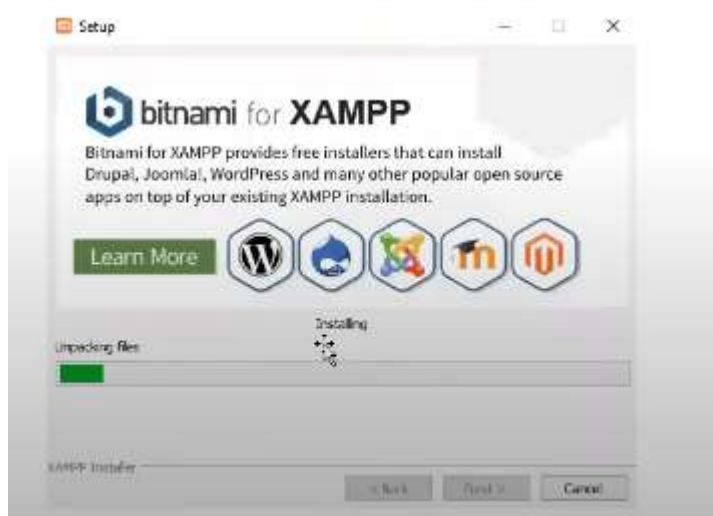 Setup
bitnami for XAMPP
Bitnami for XAMPP provides free installers that can install
Drupal, Joomla!, WordPress and many other popular open source
apps on top of your existing XAMPP installation.
Learn More
Installing
Unpacking files
XAMPP Installer
< Back Next > Cancel